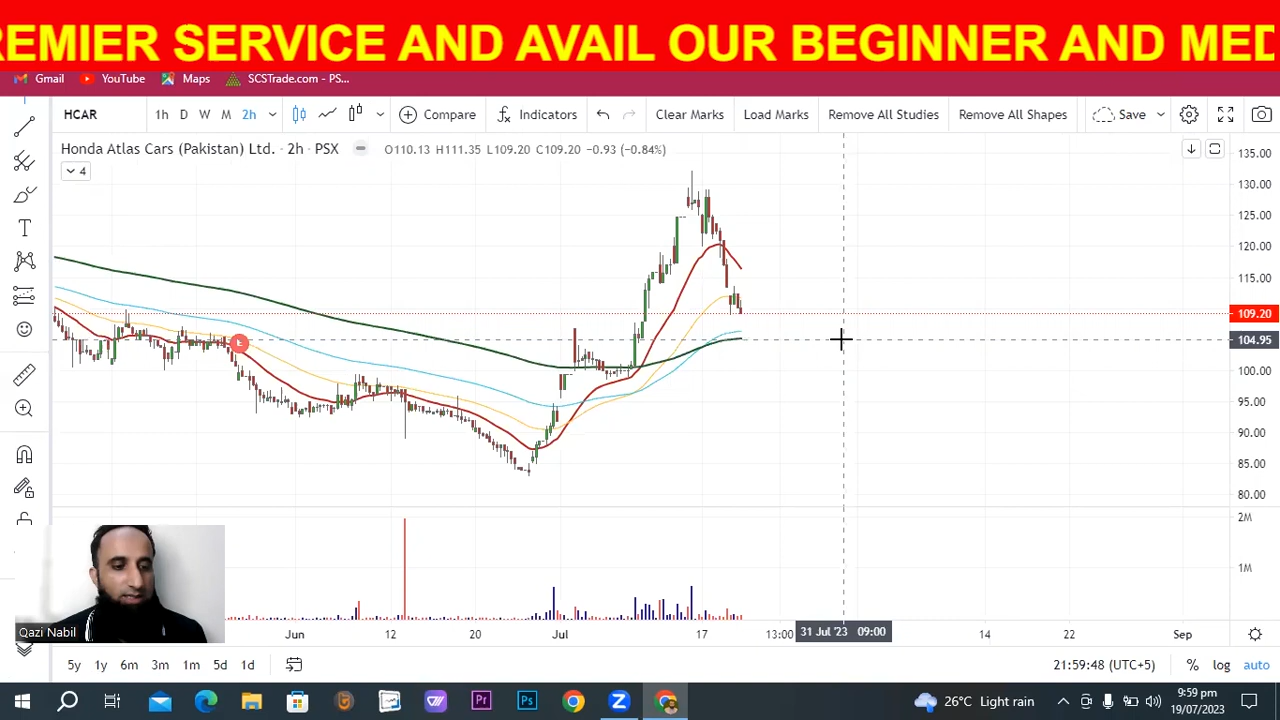 REMIER SERVICE AND AVAIL OUR BEGINNER AND MED
Gmail YouTube Maps SCSTrade.com - PS...
HCAR 1h D W M 2h Compare Indicators Clear Marks Load Marks Remove All Studies Remove All Shapes Save
Honda Atlas Cars (Pakistan) Ltd. · 2h · PSX O110.13 H111.35 L109.20 C109.20 −0.93 (−0.84%)
4
135.00
130.00
125.00
120.00
115.00
109.20
104.95
100.00
95.00
90.00
85.00
80.00
2M
1M
E
T
Qazi Nabil
Jun 12 20 Jul 17 13:00 31 Jul '23 09:00 14 22 Sep
5y 1y 6m 3m 1m 5d 1d 21:59:48 (UTC+5) % log auto
26°C Light rain 9:59 pm
19/07/2023